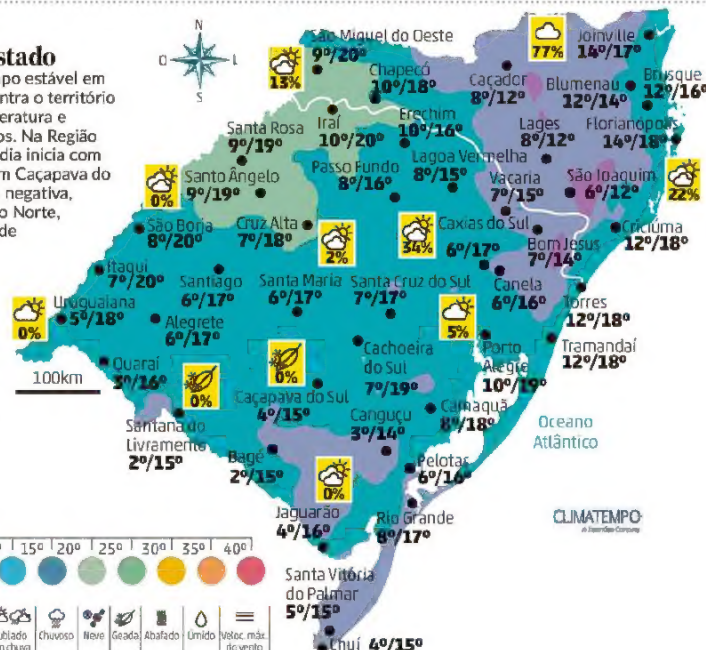 stado
po estável em
ntra o território
eratura e
os. Na Região
dia inicia com
m Caçapava do
negativa,
o Norte,
de
N
O
S
13%
São Miguel do Oeste
9º/20º
Chapecó
10º/18º
Caçador
8º/12º
77%
Joinville
14º/17º
Blumenau
12º/14º
Brusque
12º/16º
Florianópolis
14º/18º
22%
Santa Rosa
9º/19º
Iraí
10º/20º
Erechim
10º/16º
Lages
8º/12º
Passo Fundo
8º/16º
Lagoa Vermelha
8º/15º
Vacaria
7º/15º
São Joaquim
6º/12º
0%
Santo Ângelo
9º/19º
São Borja
8º/20º
Cruz Alta
7º/18º
2%
34%
Caxias do Sul
6º/17º
Bom Jesus
7º/14º
Criciúma
12º/18º
Itaqui
7º/20º
Santiago
6º/17º
Santa Maria
6º/17º
Santa Cruz do Sul
7º/17º
Canela
6º/16º
Torres
12º/18º
0%
Uruguaiana
5º/18º
Alegrete
6º/17º
5%
Porto
Alegre
10º/19º
Tramandaí
12º/18º
Quaraí
3º/16º
100km
0%
0%
Cachoeira
do Sul
7º/19º
Caçapava do Sul
4º/15º
Canguçu
3º/14º
Camaquã
8º/18º
Oceano
Atlântico
Santana do
Livramento
2º/15º
Bagé
2º/15º
0%
Pelotas
6º/16º
CLIMATEMPO
Jaguarão
4º/16º
Rio Grande
8º/17º
15º 20º 25º 30º 35º 40º
Santa Vitória
do Palmar
5º/15º
Chuí 4º/15º
ublado
m chuva
Chuvoso
Neve
Geada
Abafado
Úmido
Veloc. máx.
do vento